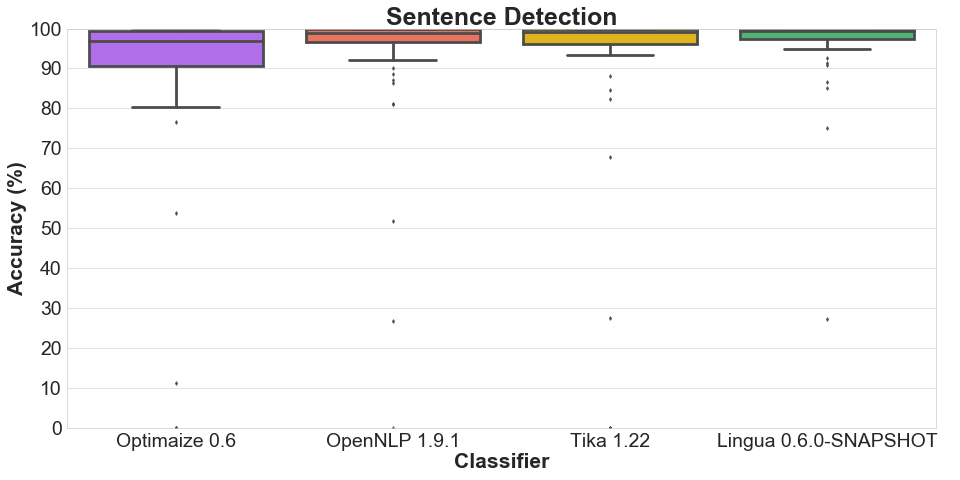 Sentence Detection
100
90
80
70
60
50
40
30
20
10
0
Accuracy (%)
Optimaize 0.6
OpenNLP 1.9.1
Tika 1.22
Lingua 0.6.0-SNAPSHOT
Classifier